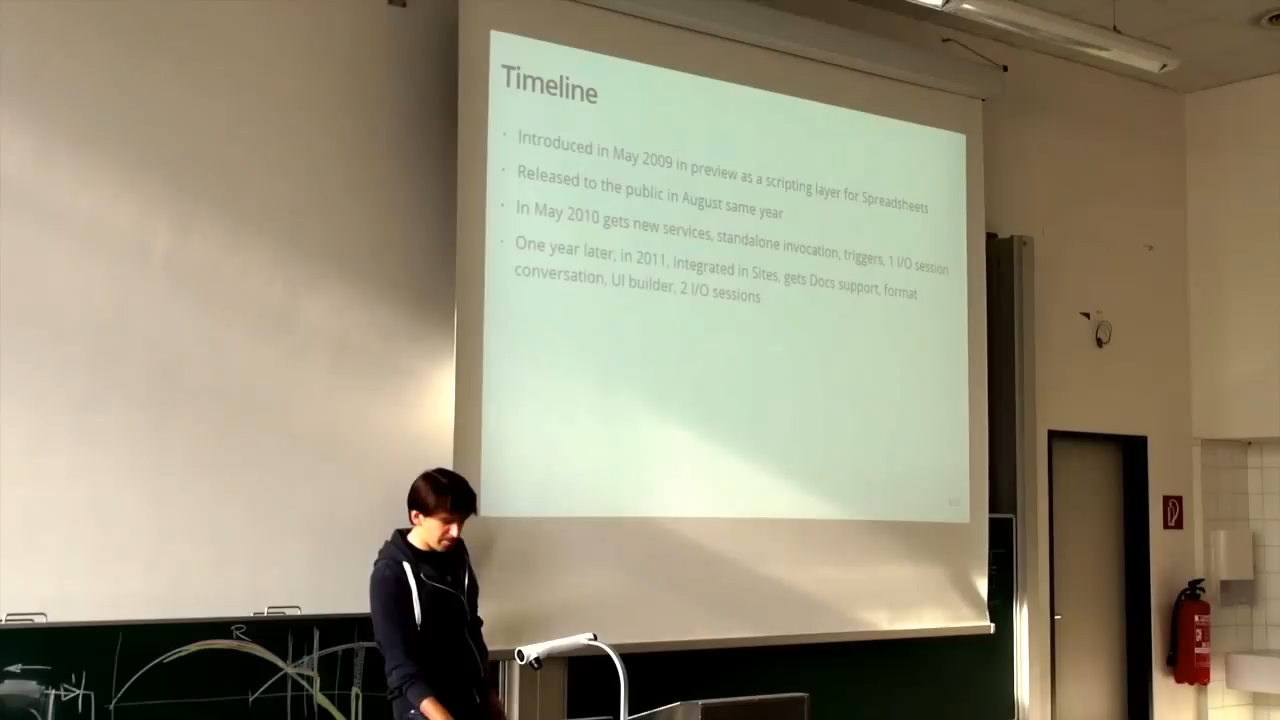 Timeline
Introduced in May 2009 in preview as a scripting layer for Spreadsheets
Released to the public in August same year
In May 2010 gets new services, standalone invocation, triggers, 1 I/O session
One year later, in 2011, integrated in Sites, gets Docs support, format
conversation, UI builder, 2 I/O sessions
R